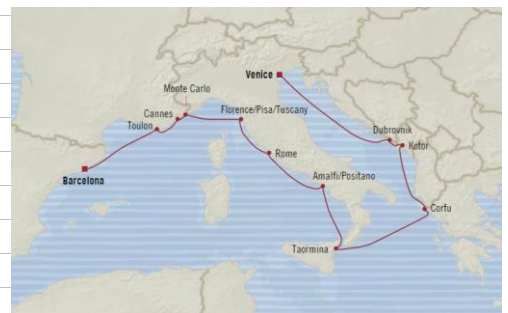 Monte Carlo
Venice
Cannes
Florence/Pisa/Tuscany
Toulon
Dubrovnik
Kotor
Rome
Barcelona
Amalfi/Positano
Corfu
Taormina